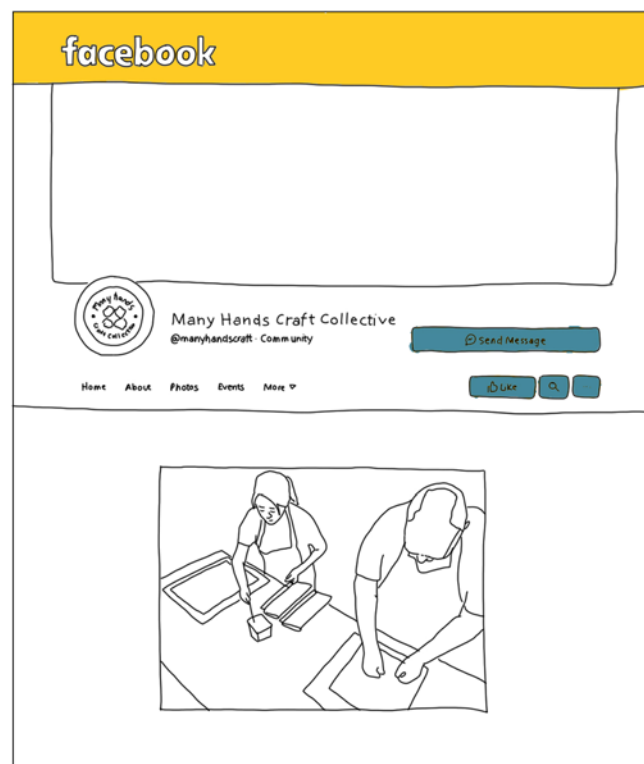 facebook
Many hands
Craft Collective
Many Hands Craft Collective
@manyhandscraft · Community
Send Message
Home About Photos Events More
Like